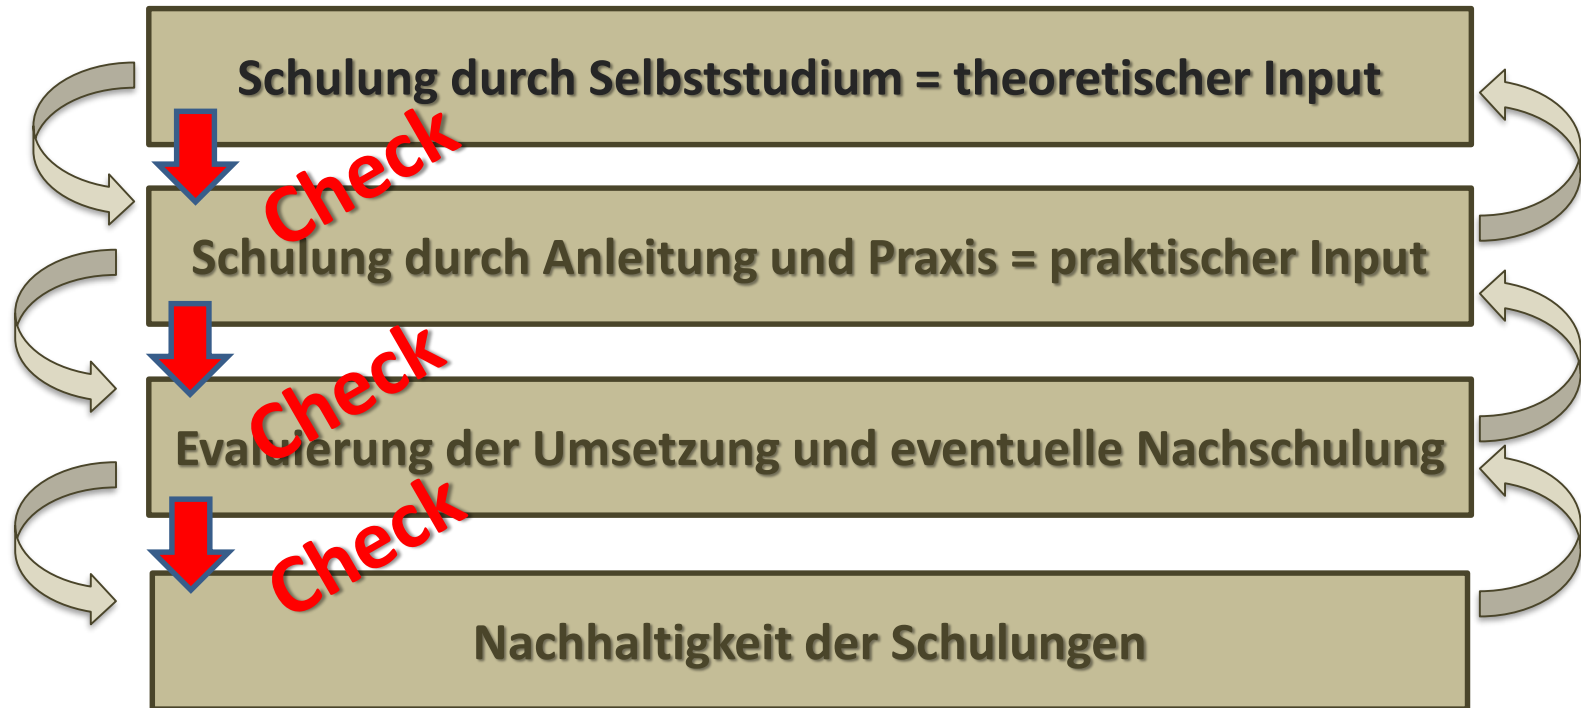 Schulung durch Selbststudium = theoretischer Input
Check
Schulung durch Anleitung und Praxis = praktischer Input
Check
Evaluierung der Umsetzung und eventuelle Nachschulung
Check
Nachhaltigkeit der Schulungen